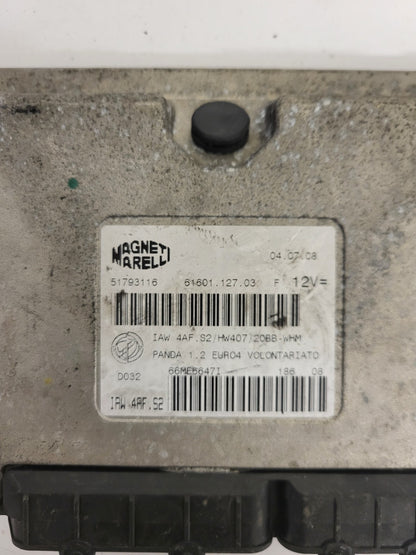 MAGNETI
MARELLI
04.07.08
51793116 61601.127.03 F 12V=
IAW 4AF.S2/HW407/20BB-WHM
PANDA 1.2 EURO4 VOLONTARIATO
D032 66MEB647I 186 08
IAW 4AF.S2